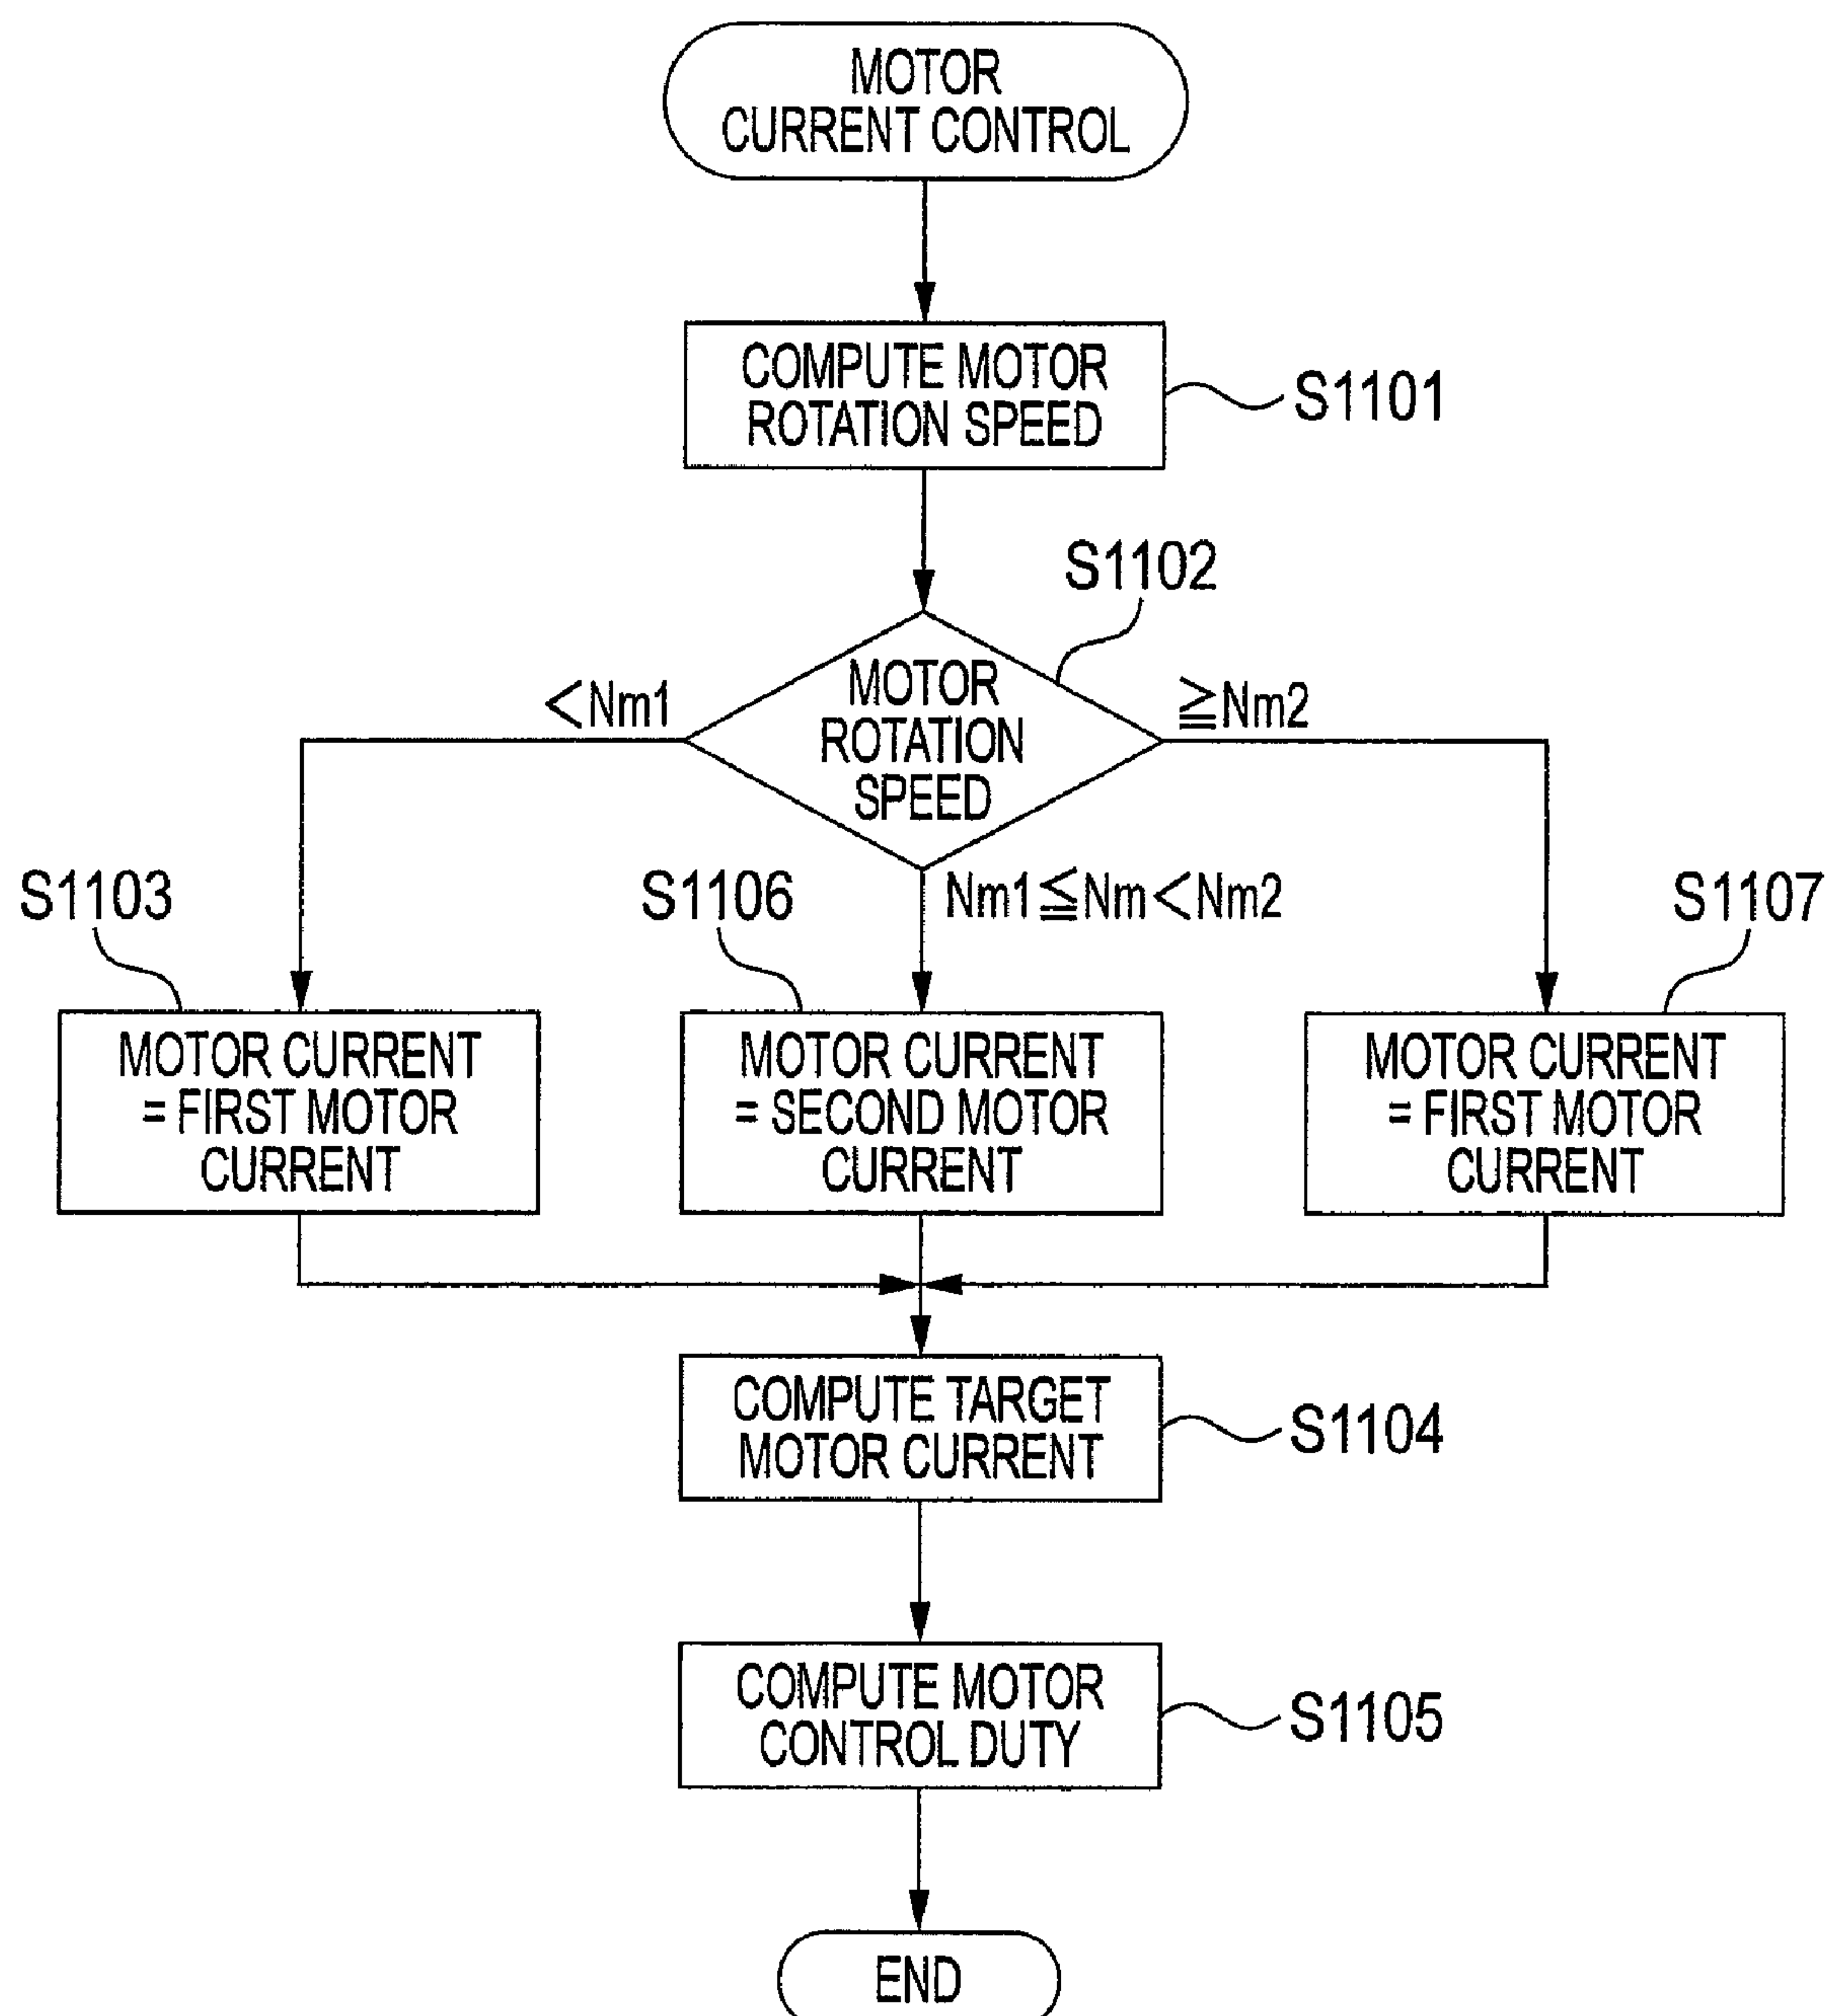 MOTOR
CURRENT CONTROL
COMPUTE MOTOR
ROTATION SPEED
S1101
S1102
MOTOR
ROTATION
SPEED
<Nm1
≧Nm2
Nm1≦Nm<Nm2
S1103
MOTOR CURRENT
= FIRST MOTOR
CURRENT
S1106
MOTOR CURRENT
= SECOND MOTOR
CURRENT
S1107
MOTOR CURRENT
= FIRST MOTOR
CURRENT
COMPUTE TARGET
MOTOR CURRENT
S1104
COMPUTE MOTOR
CONTROL DUTY
S1105
END